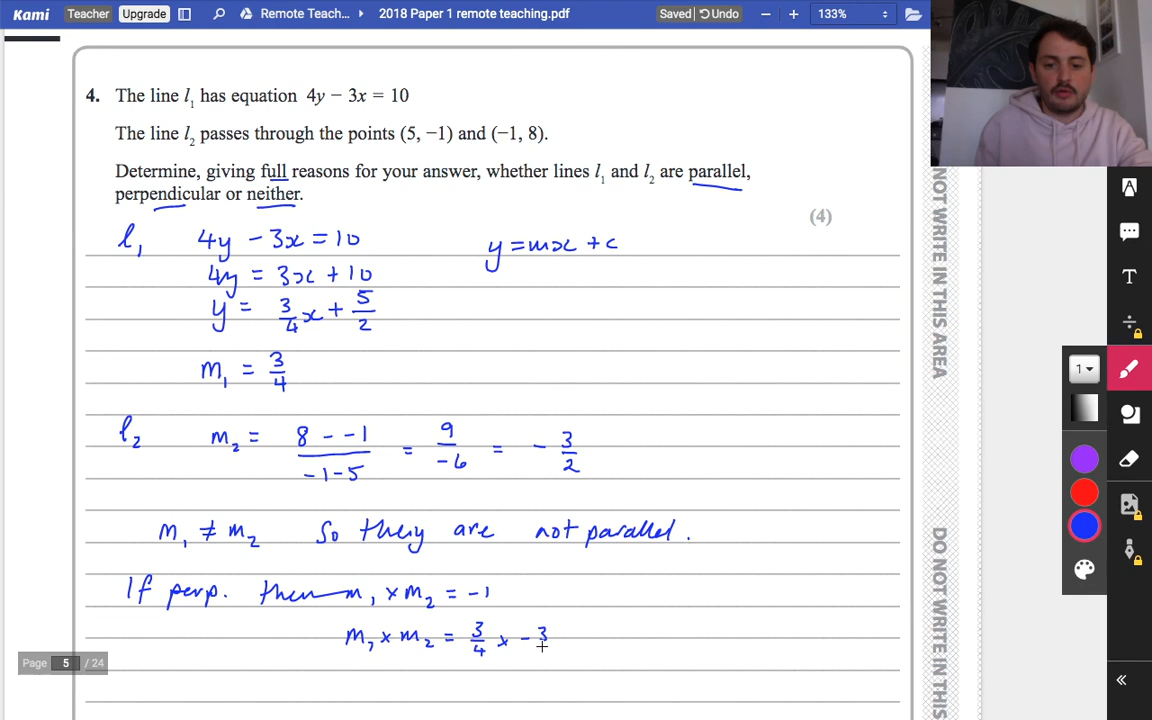 Kami
Teacher Upgrade Remote Teach... 2018 Paper 1 remote teaching.pdf Saved Undo − + 133%
4. The line l₁ has equation 4y − 3x = 10
The line l₂ passes through the points (5, −1) and (−1, 8).
Determine, giving full reasons for your answer, whether lines l₁ and l₂ are parallel,
perpendicular or neither.
(4)
l₁ 4y - 3x = 10 y = mx + c
4y = 3x + 10
y = 3/4 x + 5/2
m₁ = 3/4
l₂ m₂ = (8 - -1)/(-1-5) = 9/-6 = - 3/2
m₁ ≠ m₂ So they are not parallel.
If perp. then m₁ × m₂ = -1
m₁ × m₂ = 3/4 × - 3
Page 5 / 24
NOT WRITE IN THIS AREA
DO NOT WRITE IN THIS
T
1